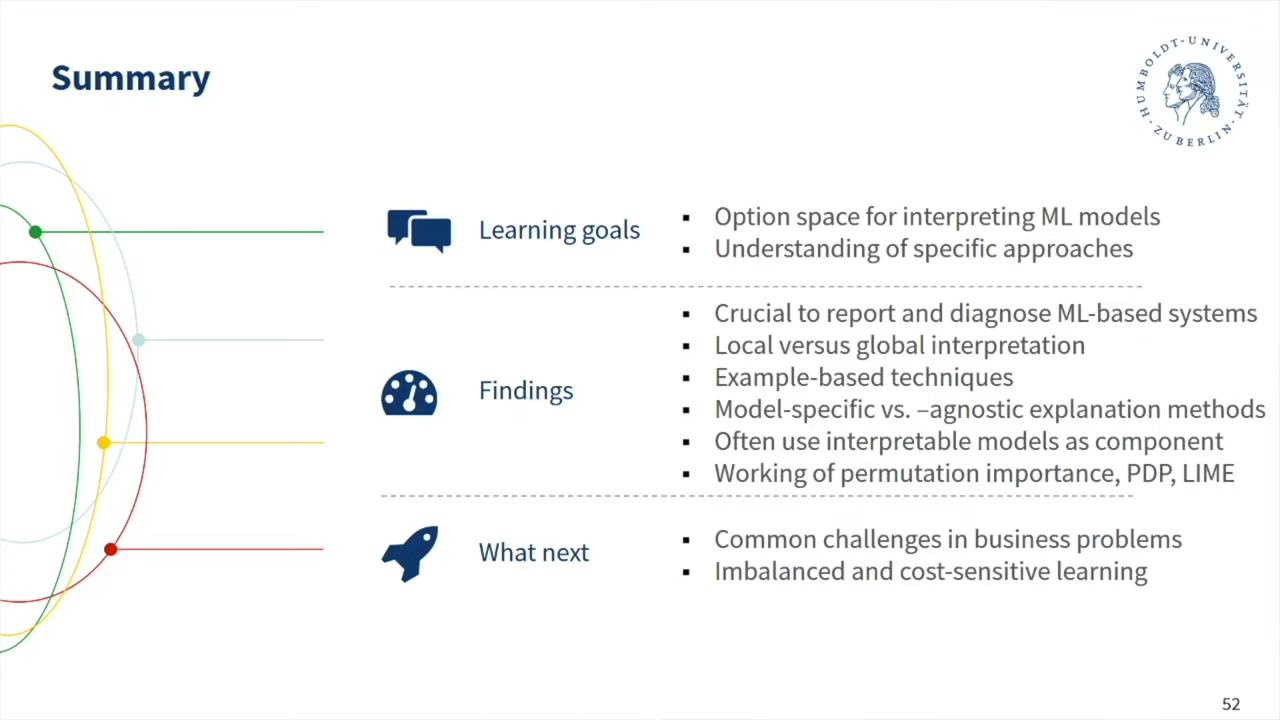 Summary
HUMBOLDT-UNIVERSITÄT · ZU BERLIN ·
Learning goals
▪ Option space for interpreting ML models
▪ Understanding of specific approaches
Findings
▪ Crucial to report and diagnose ML-based systems
▪ Local versus global interpretation
▪ Example-based techniques
▪ Model-specific vs. –agnostic explanation methods
▪ Often use interpretable models as component
▪ Working of permutation importance, PDP, LIME
What next
▪ Common challenges in business problems
▪ Imbalanced and cost-sensitive learning
52